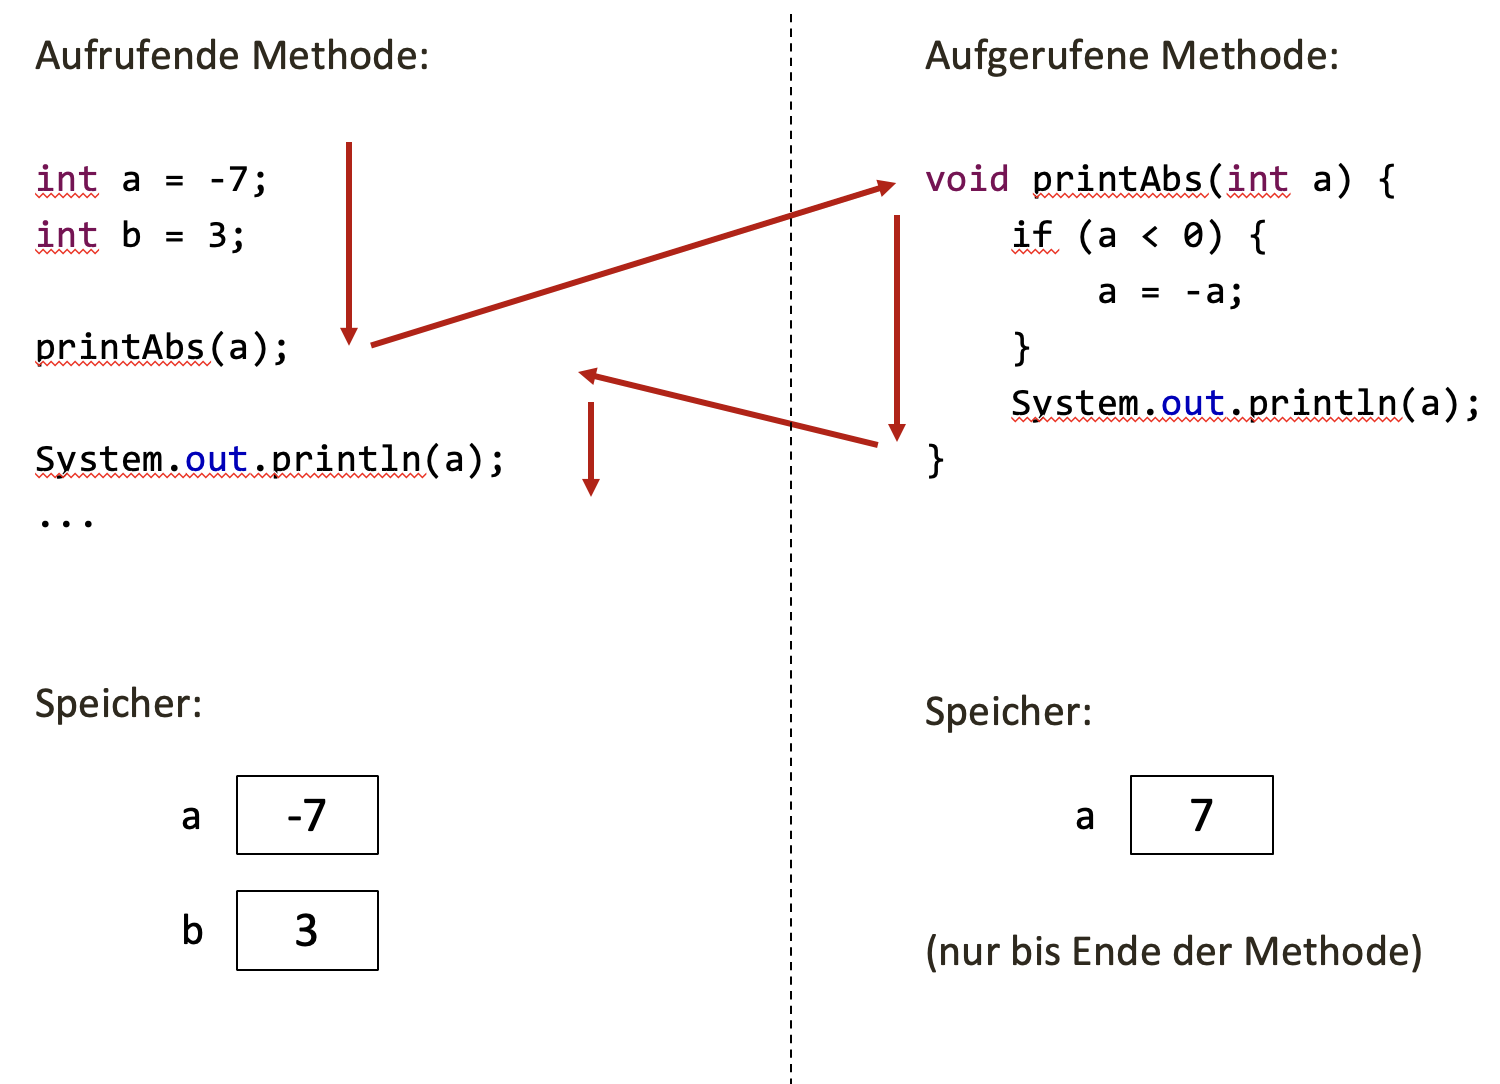 Aufrufende Methode:
int a = -7;
int b = 3;
printAbs(a);
System.out.println(a);
...
Speicher:
a -7
b 3
Aufgerufene Methode:
void printAbs(int a) {
if (a < 0) {
a = -a;
}
System.out.println(a);
}
Speicher:
a 7
(nur bis Ende der Methode)